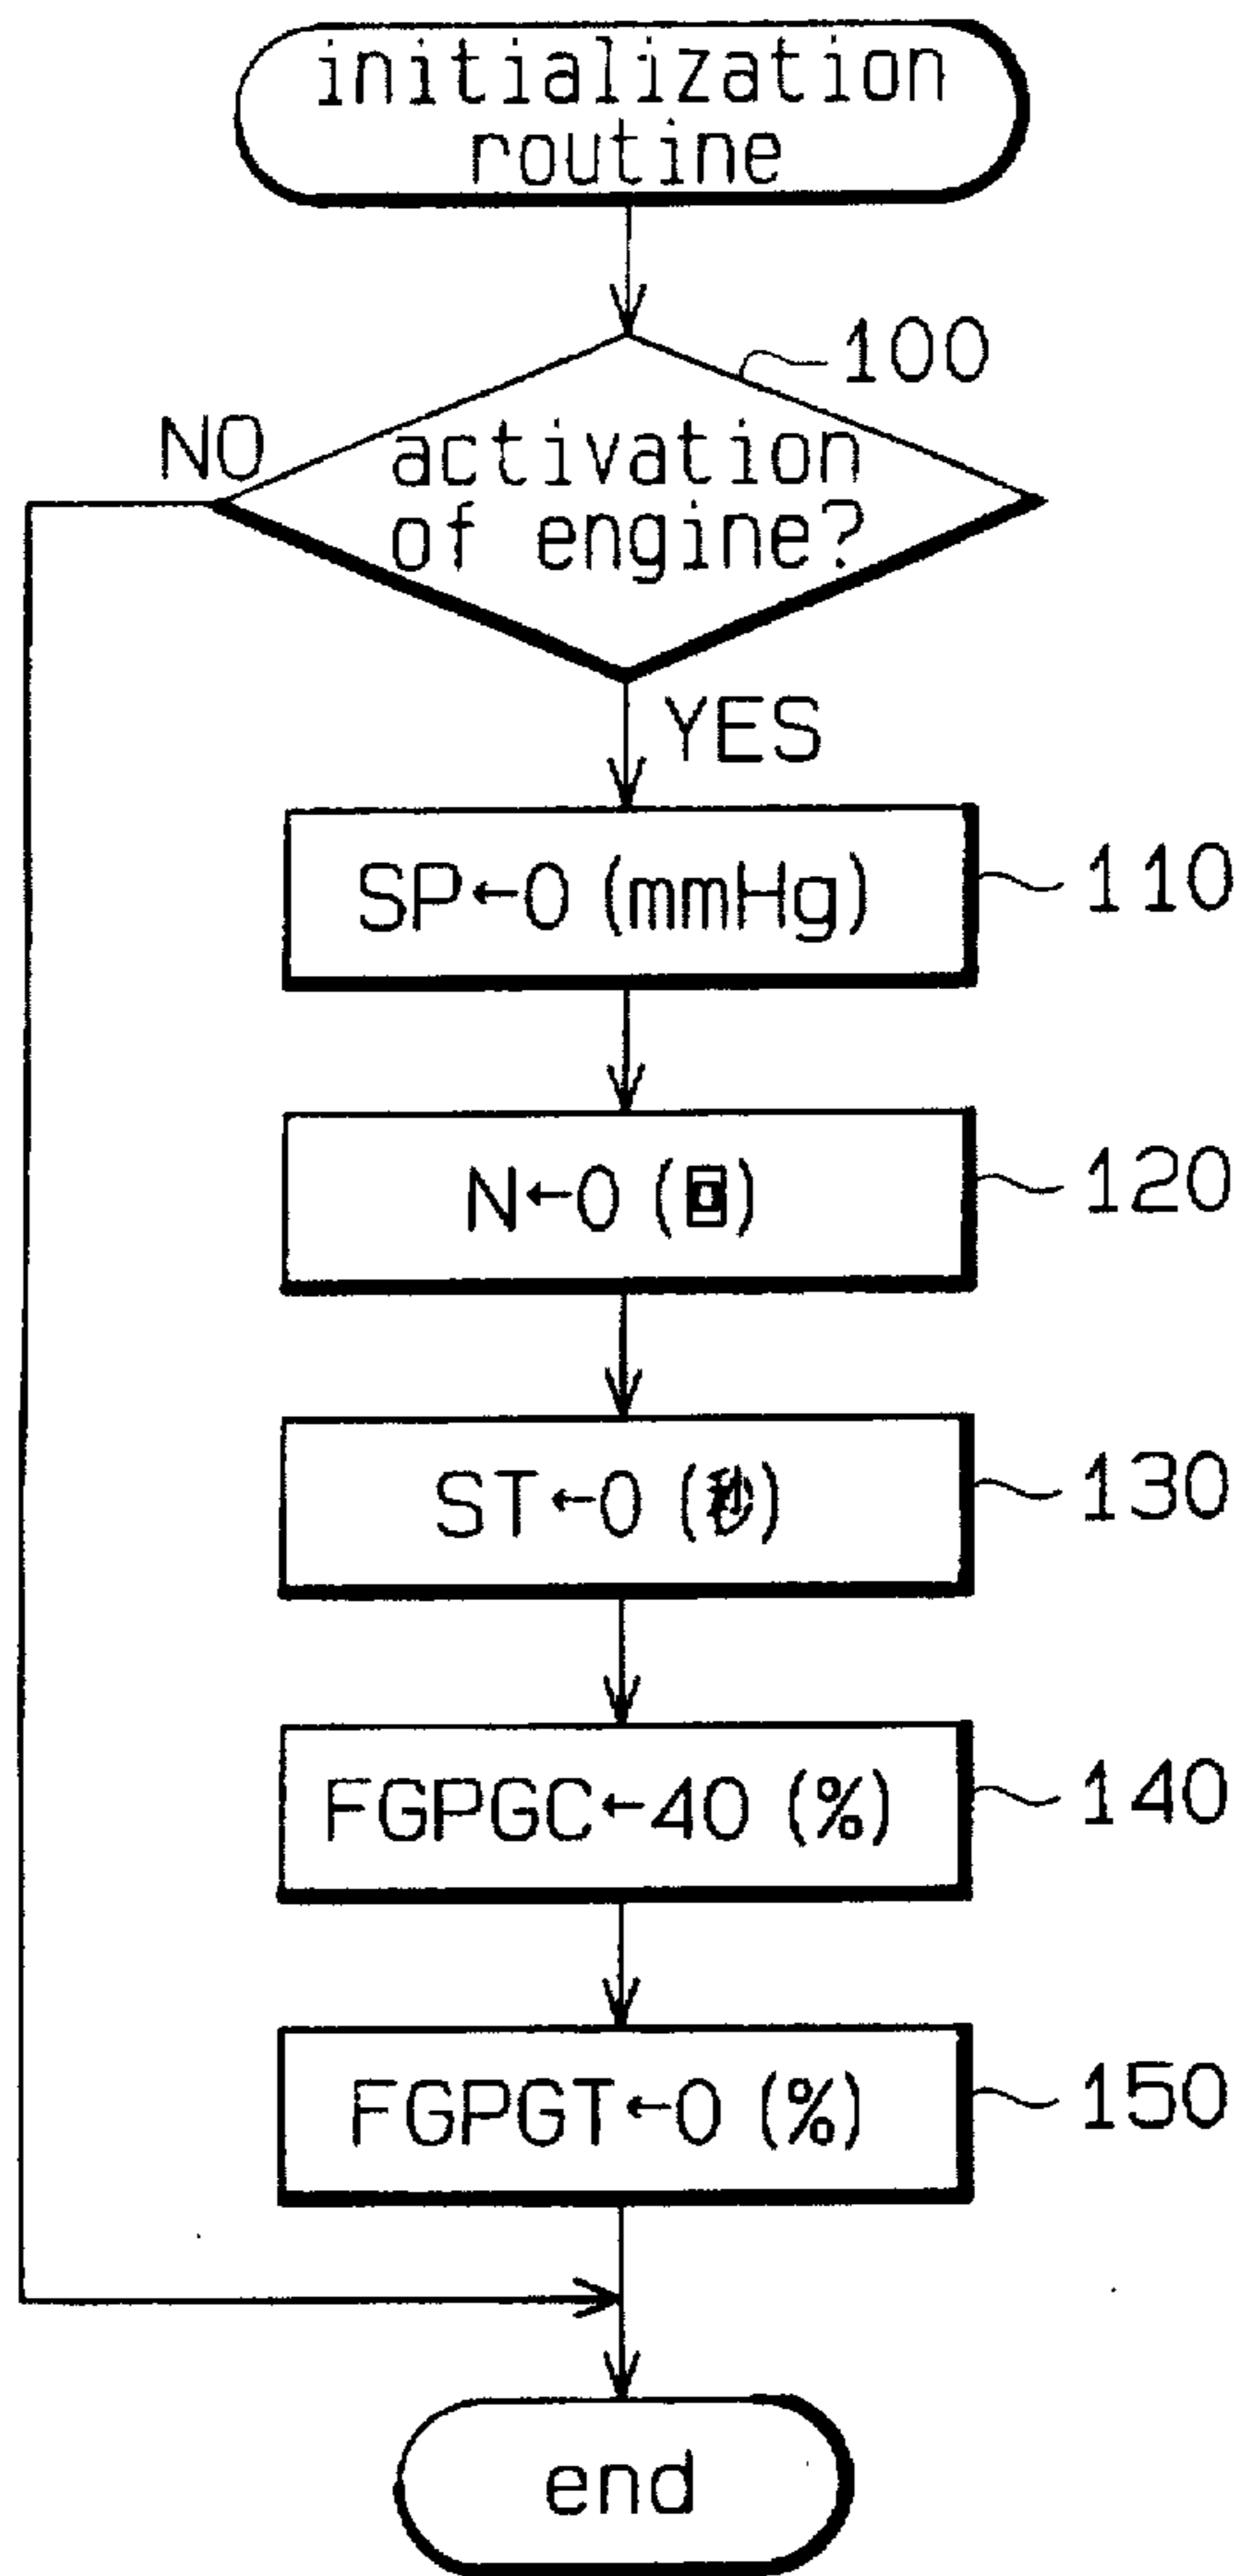 initialization
routine
100
NO
activation
of engine?
YES
SP←0 (mmHg)
110
N←0 (回)
120
ST←0 (秒)
130
FGPGC←40 (%)
140
FGPGT←0 (%)
150
end